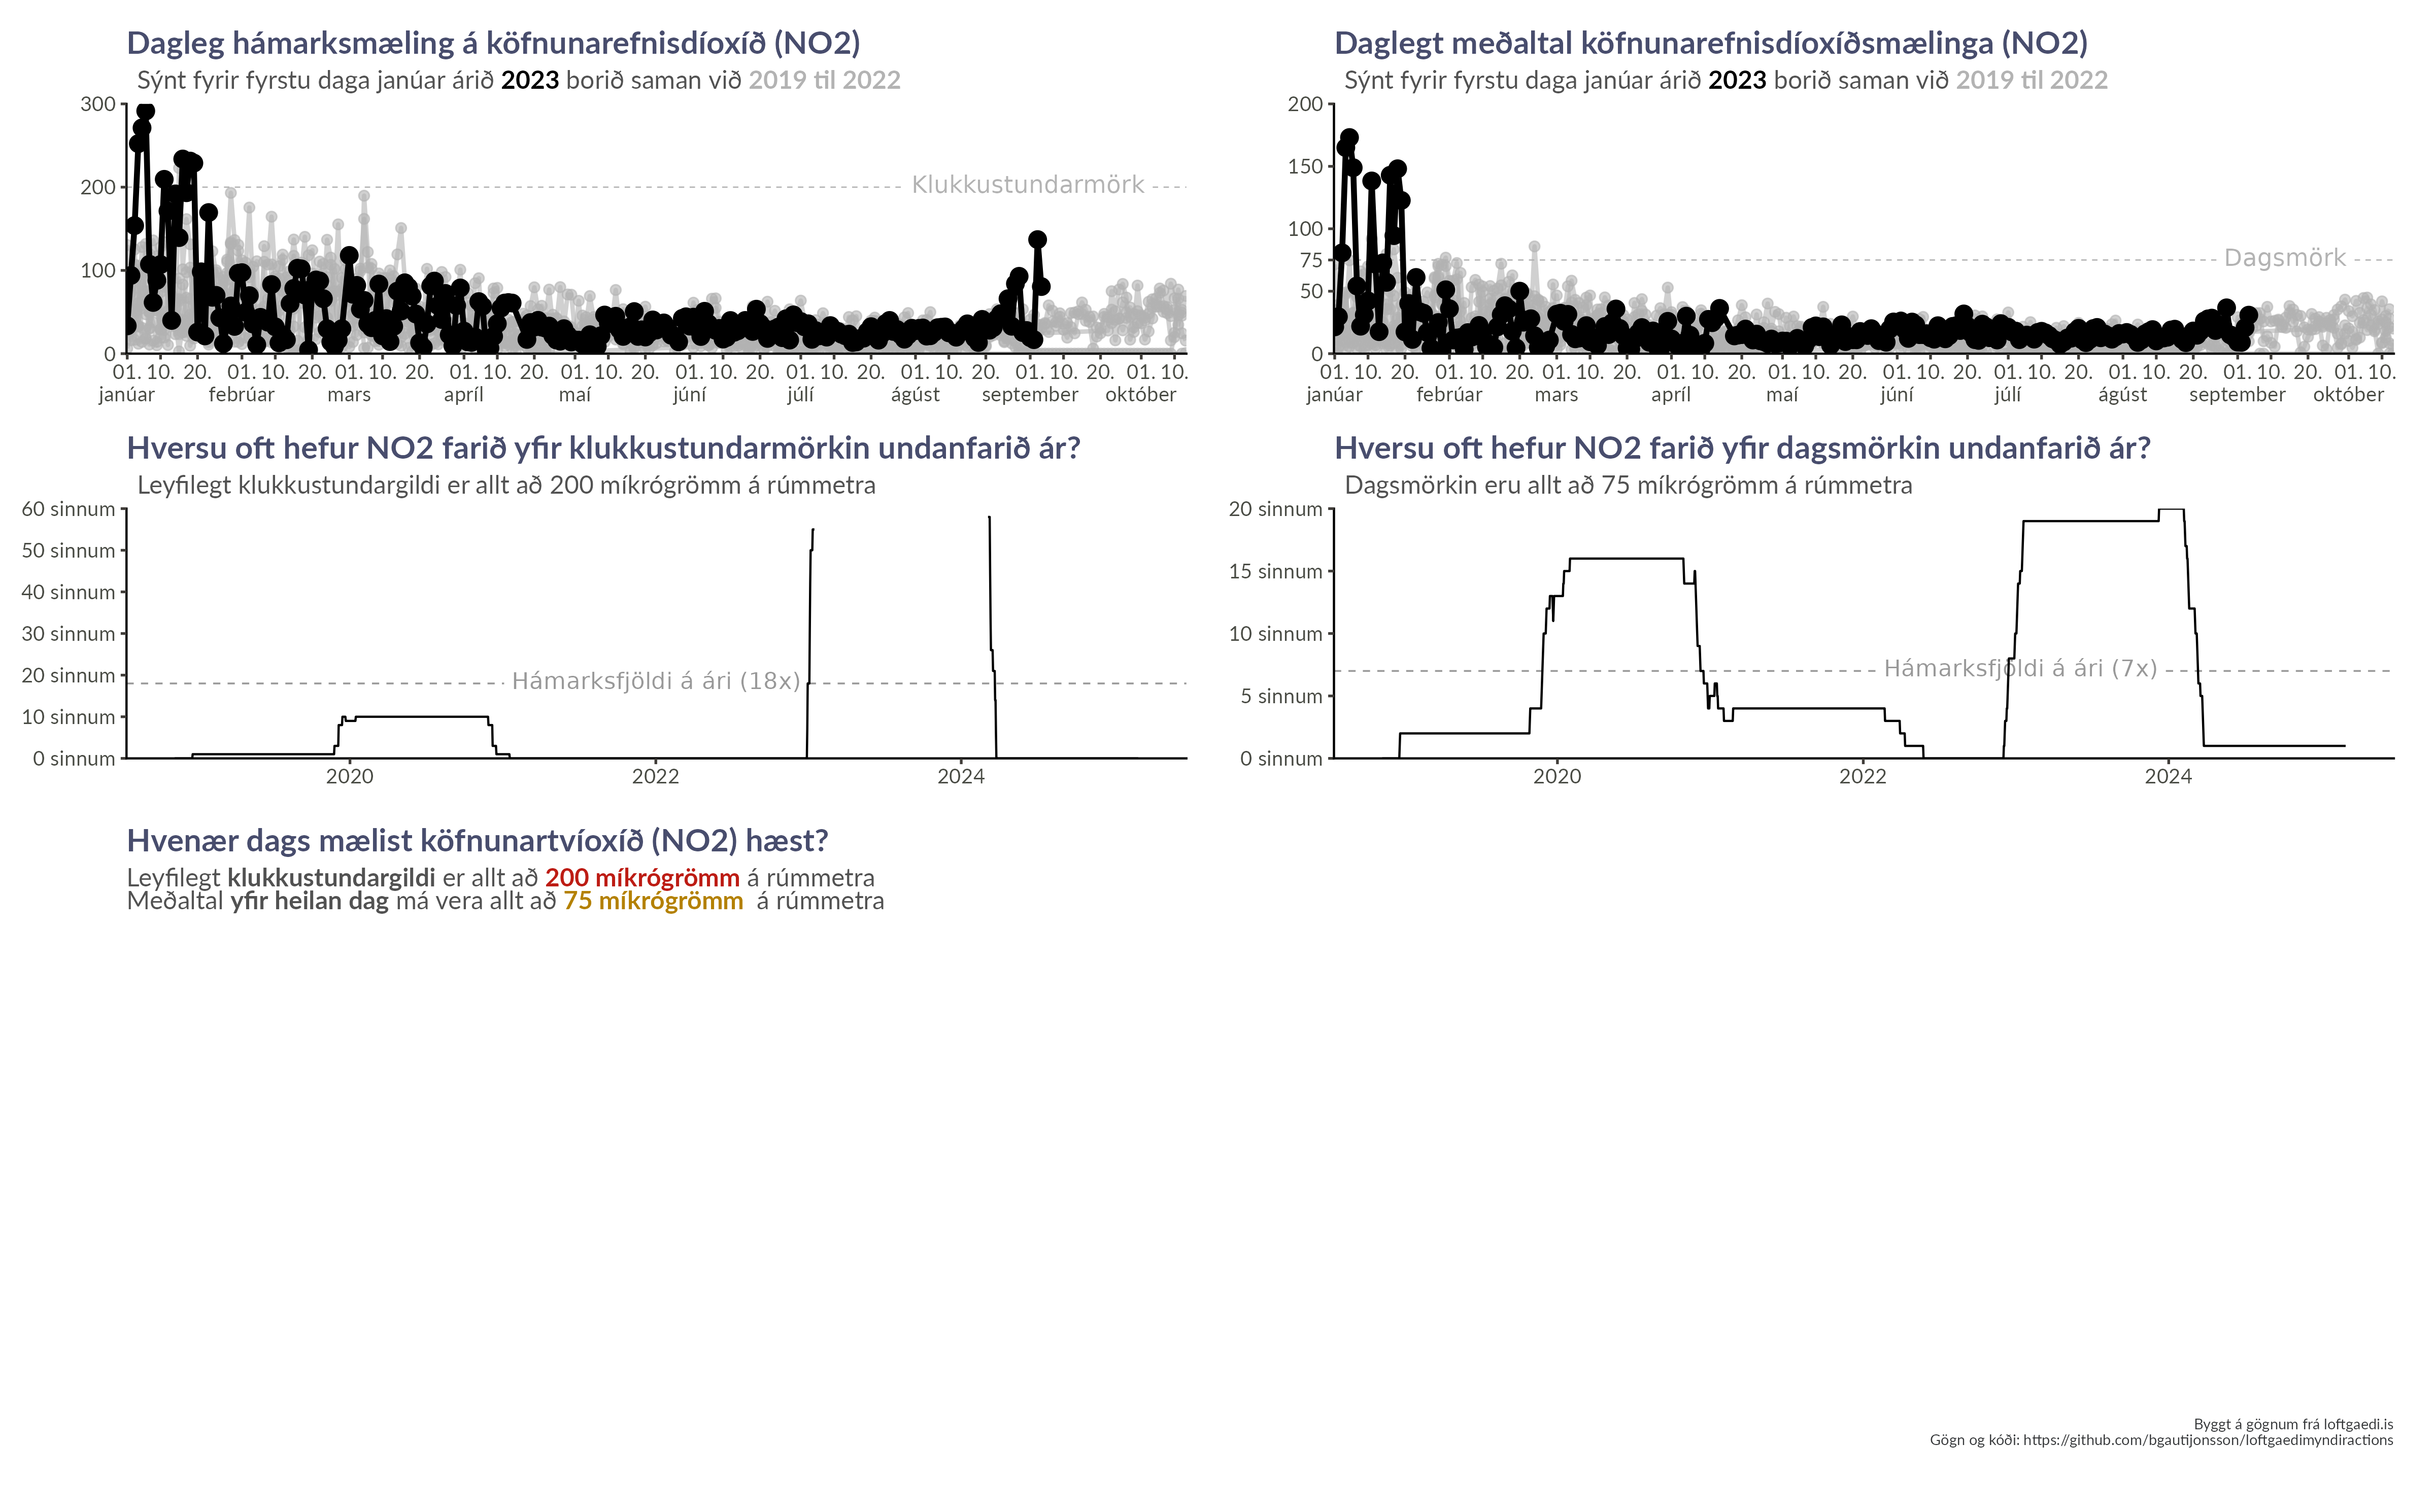 Dagleg hámarksmæling á köfnunarefnisdíoxíð (NO2)
Sýnt fyrir fyrstu daga janúar árið 2023 borið saman við 2019 til 2022
300
200
100
0
Klukkustundarmörk
01. 10. 20. 01. 10. 20. 01. 10. 20. 01. 10. 20. 01. 10. 20. 01. 10. 20. 01. 10. 20. 01. 10. 20. 01. 10. 20. 01. 10.
janúar febrúar mars apríl maí júní júlí ágúst september október
Daglegt meðaltal köfnunarefnisdíoxíðsmælinga (NO2)
Sýnt fyrir fyrstu daga janúar árið 2023 borið saman við 2019 til 2022
200
150
100
75
50
0
Dagsmörk
01. 10. 20. 01. 10. 20. 01. 10. 20. 01. 10. 20. 01. 10. 20. 01. 10. 20. 01. 10. 20. 01. 10. 20. 01. 10. 20. 01. 10.
janúar febrúar mars apríl maí júní júlí ágúst september október
Hversu oft hefur NO2 farið yfir klukkustundarmörkin undanfarið ár?
Leyfilegt klukkustundargildi er allt að 200 míkrógrömm á rúmmetra
60 sinnum
50 sinnum
40 sinnum
30 sinnum
20 sinnum
10 sinnum
0 sinnum
Hámarksfjöldi á ári (18x)
2020 2022 2024
Hversu oft hefur NO2 farið yfir dagsmörkin undanfarið ár?
Dagsmörkin eru allt að 75 míkrógrömm á rúmmetra
20 sinnum
15 sinnum
10 sinnum
5 sinnum
0 sinnum
Hámarksfjöldi á ári (7x)
2020 2022 2024
Hvenær dags mælist köfnunartvíoxíð (NO2) hæst?
Leyfilegt klukkustundargildi er allt að 200 míkrógrömm á rúmmetra
Meðaltal yfir heilan dag má vera allt að 75 míkrógrömm á rúmmetra
Byggt á gögnum frá loftgaedi.is
Gögn og kóði: https://github.com/bgautijonsson/loftgaedimyndiractions